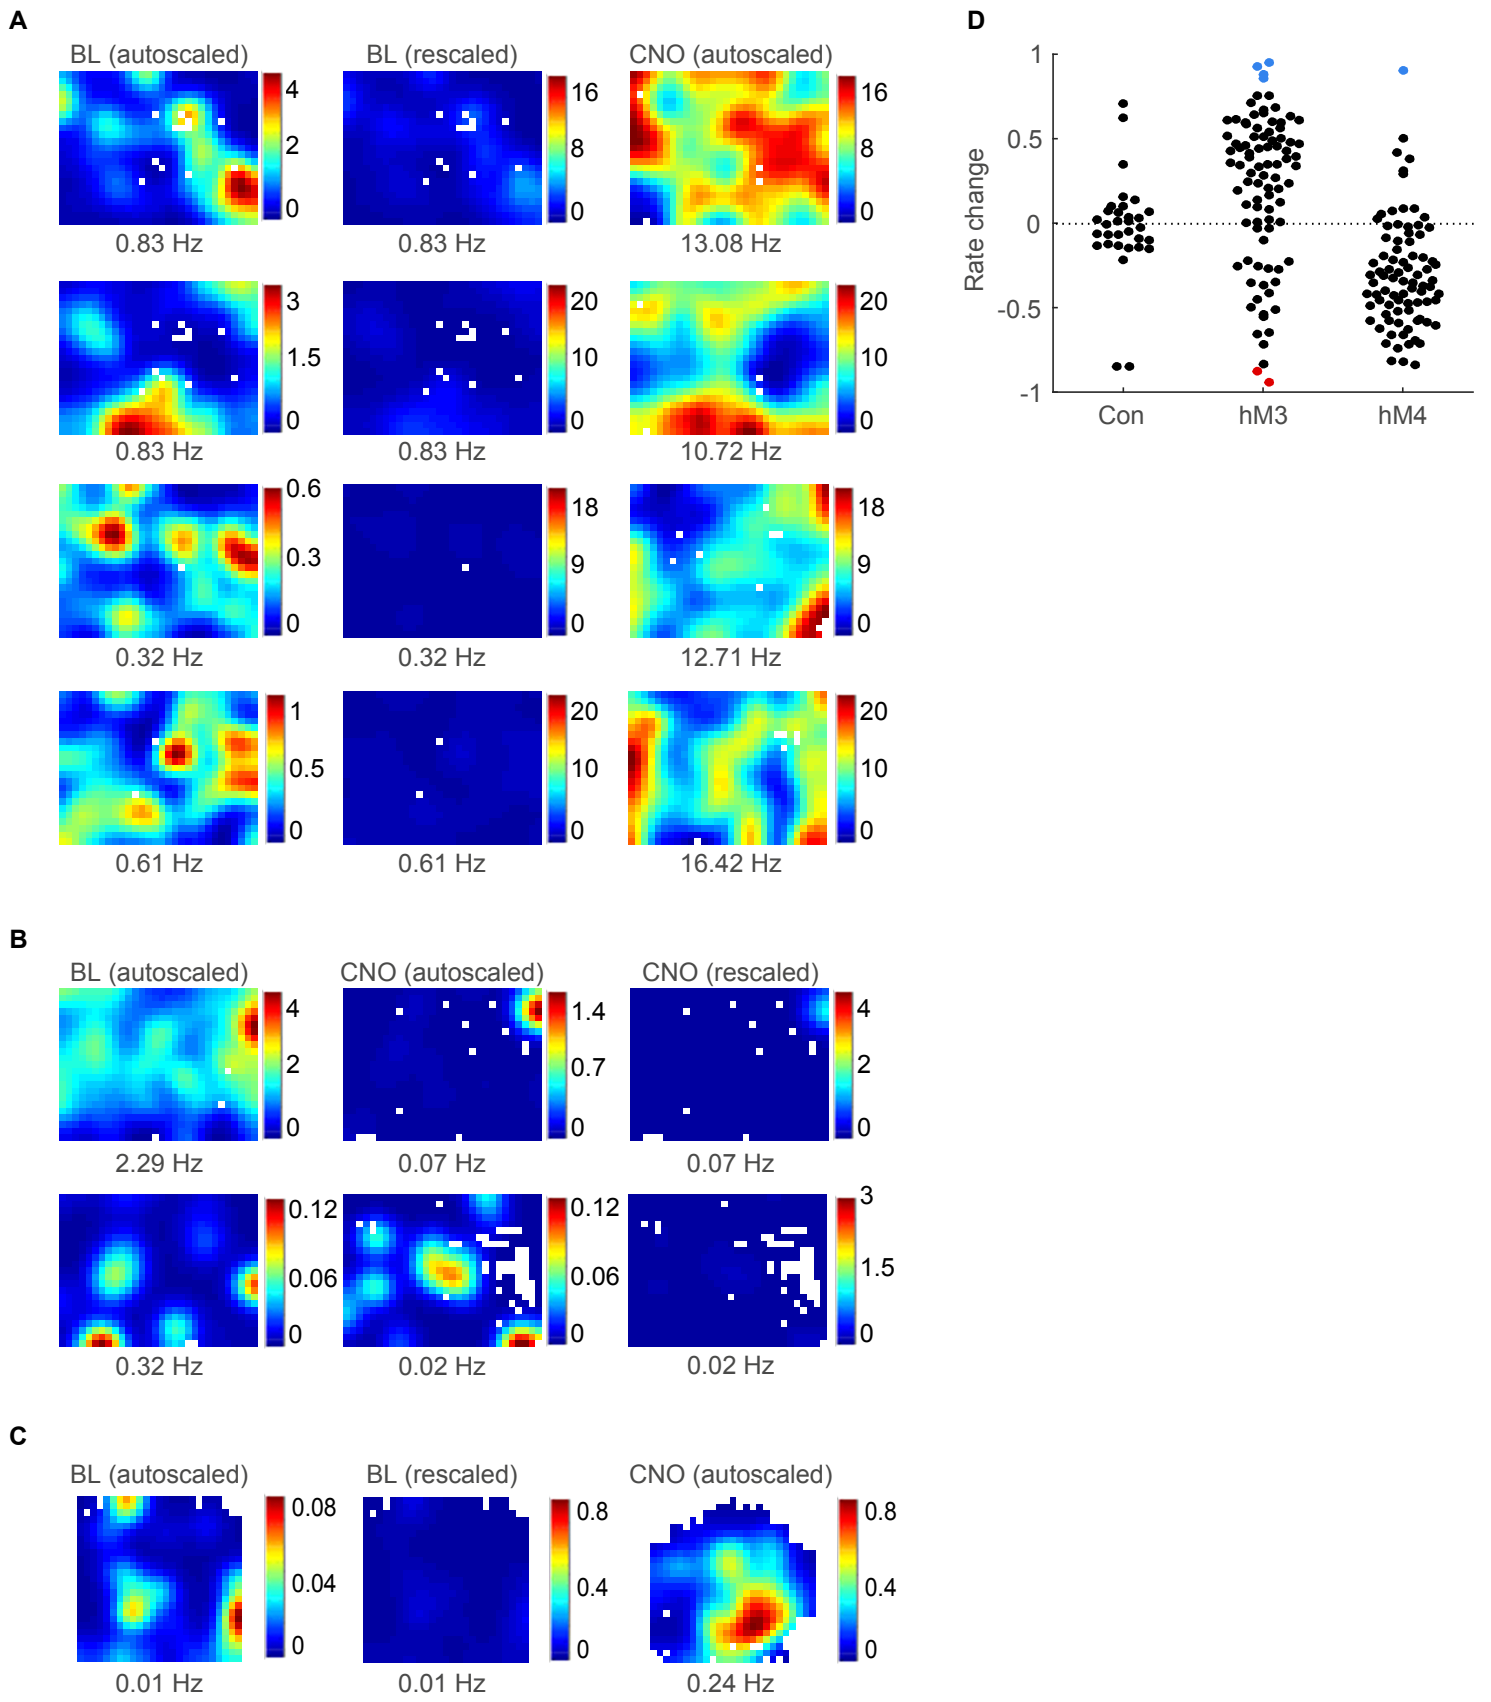 A
BL (autoscaled) BL (rescaled) CNO (autoscaled)
4 2 0 16 8 0 16 8 0
0.83 Hz 0.83 Hz 13.08 Hz
3 1.5 0 20 10 0 20 10 0
0.83 Hz 0.83 Hz 10.72 Hz
0.6 0.3 0 18 9 0 18 9 0
0.32 Hz 0.32 Hz 12.71 Hz
1 0.5 0 20 10 0 20 10 0
0.61 Hz 0.61 Hz 16.42 Hz
B
BL (autoscaled) CNO (autoscaled) CNO (rescaled)
4 2 0 1.4 0.7 0 4 2 0
2.29 Hz 0.07 Hz 0.07 Hz
0.12 0.06 0 0.12 0.06 0 3 1.5 0
0.32 Hz 0.02 Hz 0.02 Hz
C
BL (autoscaled) BL (rescaled) CNO (autoscaled)
0.08 0.04 0 0.8 0.4 0 0.8 0.4 0
0.01 Hz 0.01 Hz 0.24 Hz
D
Rate change
1
0.5
0
-0.5
-1
Con hM3 hM4